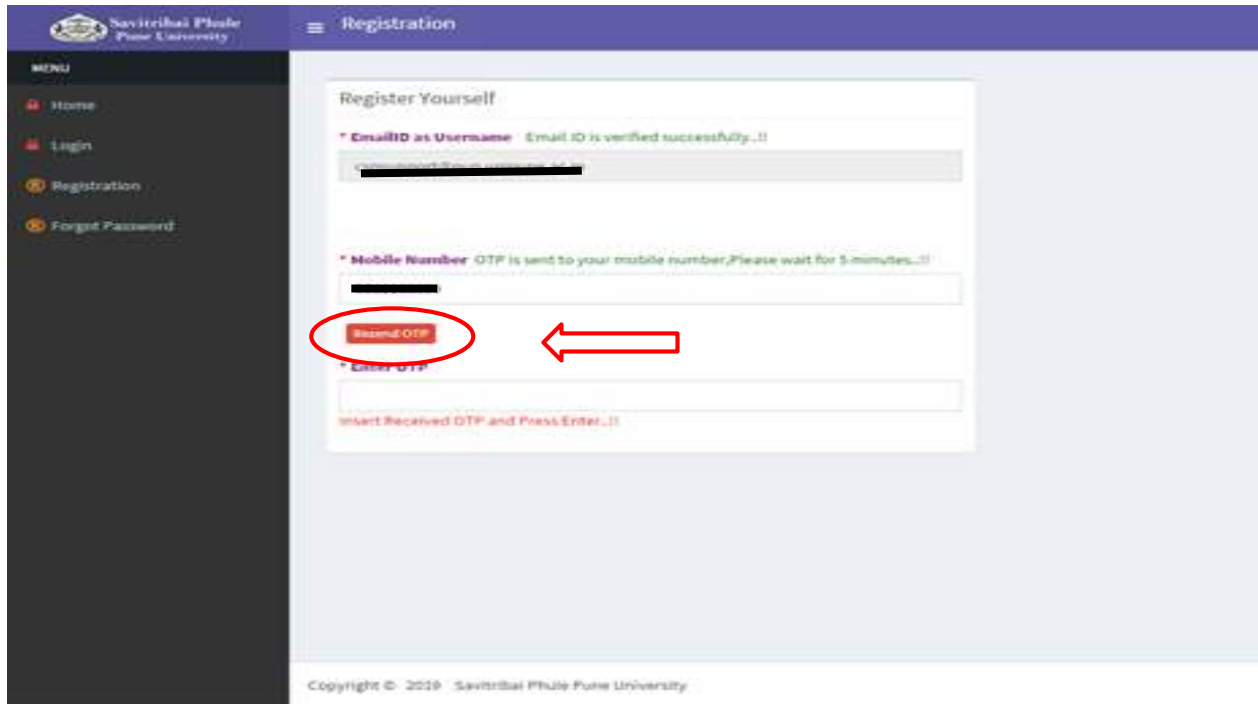 Savitribai Phule
Pune University
Registration
MENU
Home
Login
Registration
Forgot Password
Register Yourself
* EmailID as Username Email ID is verified successfully..!!
* Mobile Number OTP is sent to your mobile number,Please wait for 5 minutes..!!
Resend OTP
* Enter OTP
Insert Received OTP and Press Enter..!!
Copyright © 2019 Savitribai Phule Pune University